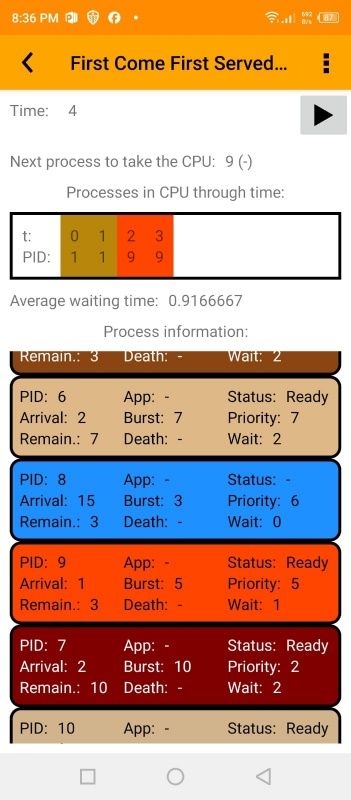 8:36 PM 692 B/s 87
First Come First Served...
Time: 4
Next process to take the CPU: 9 (-)
Processes in CPU through time:
t: 0 1 2 3
PID: 1 1 9 9
Average waiting time: 0.9166667
Process information:
Remain.: 3 Death: - Wait: 2
PID: 6 App: - Status: Ready
Arrival: 2 Burst: 7 Priority: 7
Remain.: 7 Death: - Wait: 2
PID: 8 App: - Status: -
Arrival: 15 Burst: 3 Priority: 6
Remain.: 3 Death: - Wait: 0
PID: 9 App: - Status: Ready
Arrival: 1 Burst: 5 Priority: 5
Remain.: 3 Death: - Wait: 1
PID: 7 App: - Status: Ready
Arrival: 2 Burst: 10 Priority: 2
Remain.: 10 Death: - Wait: 2
PID: 10 App: - Status: Ready